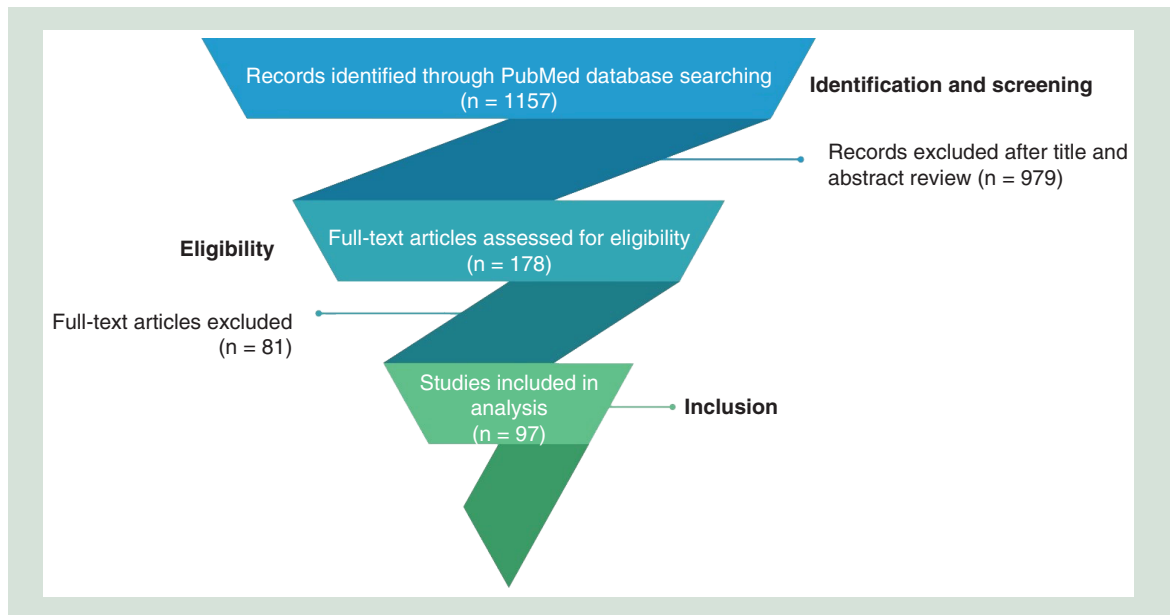 Records identified through PubMed database searching
(n = 1157)
Identification and screening
Records excluded after title and
abstract review (n = 979)
Eligibility
Full-text articles assessed for eligibility
(n = 178)
Full-text articles excluded
(n = 81)
Studies included in
analysis
(n = 97)
Inclusion